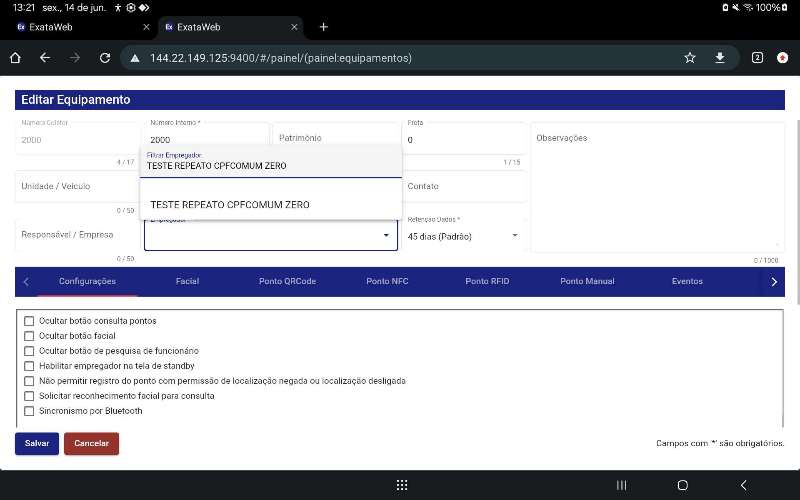 13:21 sex., 14 de jun. 100%
ExataWeb
ExataWeb
144.22.149.125:9400/#/painel/(painel:equipamentos)
2
Editar Equipamento
Número Coletor
2000
4 / 17
Número Interno *
2000
Patrimônio
Frota
0
1 / 15
Observações
0 / 1000
Filtrar Empregador
TESTE REPEATO CPFCOMUM ZERO
TESTE REPEATO CPFCOMUM ZERO
Unidade / Veículo
0 / 50
Contato
Responsável / Empresa
0 / 50
Empregador
Retenção Dados *
45 dias (Padrão)
Configurações
Facial
Ponto QRCode
Ponto NFC
Ponto RFID
Ponto Manual
Eventos
Ocultar botão consulta pontos
Ocultar botão facial
Ocultar botão de pesquisa de funcionário
Habilitar empregador na tela de standby
Não permitir registro do ponto com permissão de localização negada ou localização desligada
Solicitar reconhecimento facial para consulta
Sincronismo por Bluetooth
Salvar
Cancelar
Campos com '*' são obrigatórios.